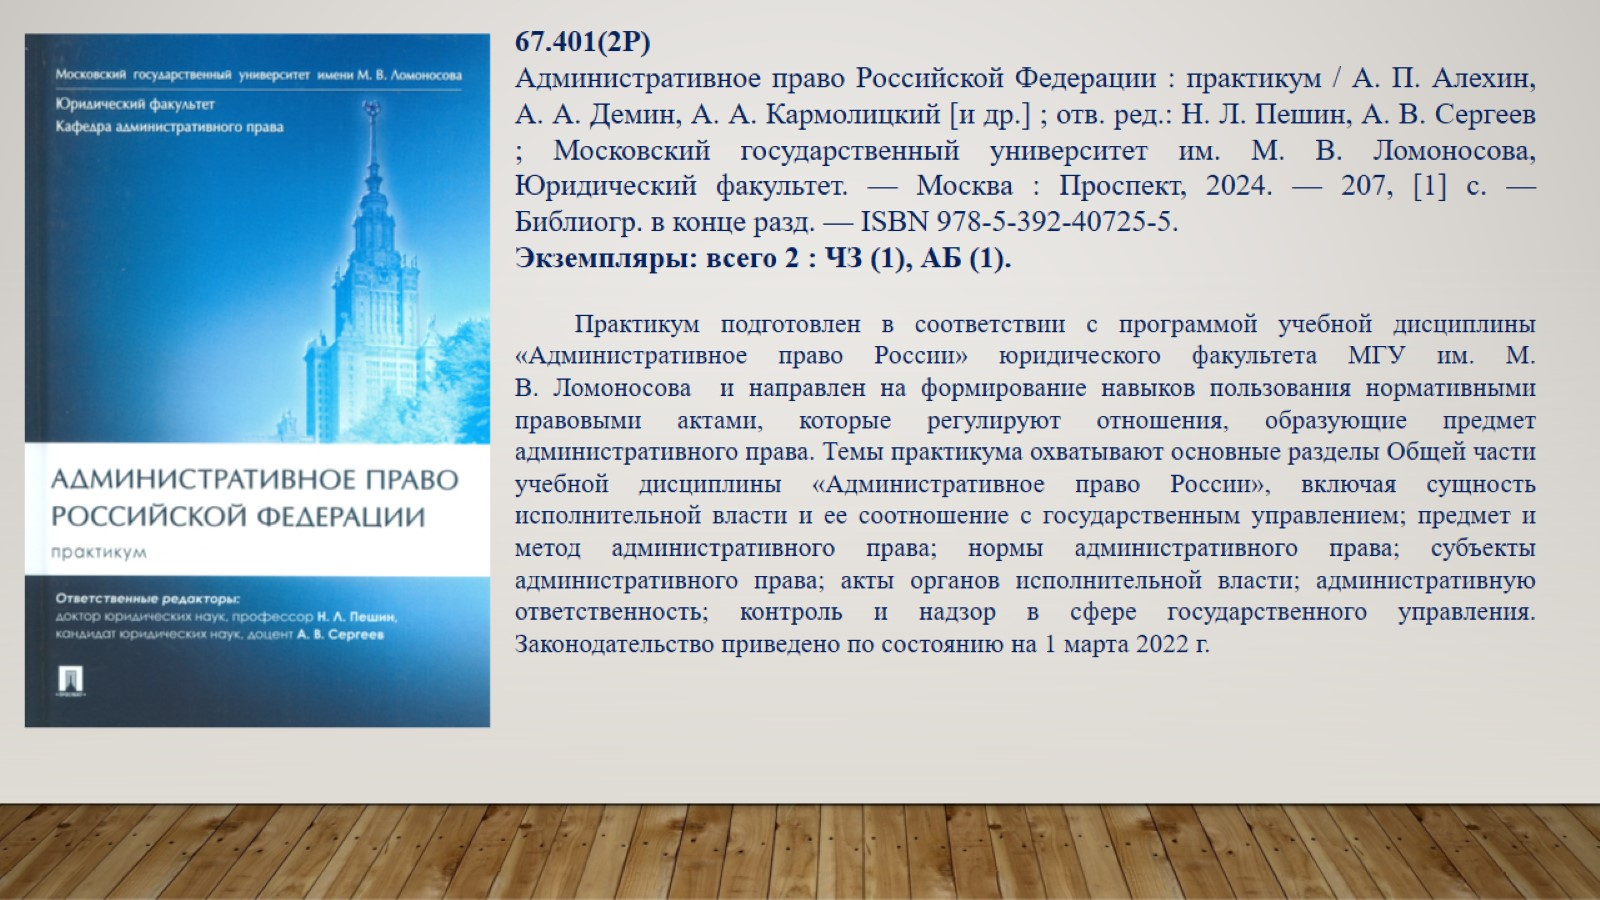 Московский государственный университет имени М. В. Ломоносова
Юридический факультет
Кафедра административного права
АДМИНИСТРАТИВНОЕ ПРАВО
РОССИЙСКОЙ ФЕДЕРАЦИИ
практикум
Ответственные редакторы:
доктор юридических наук, профессор Н. Л. Пешин,
кандидат юридических наук, доцент А. В. Сергеев
67.401(2Р)
Административное право Российской Федерации : практикум / А. П. Алехин,
А. А. Демин, А. А. Кармолицкий [и др.] ; отв. ред.: Н. Л. Пешин, А. В. Сергеев
; Московский государственный университет им. М. В. Ломоносова,
Юридический факультет. — Москва : Проспект, 2024. — 207, [1] с. —
Библиогр. в конце разд. — ISBN 978-5-392-40725-5.
Экземпляры: всего 2 : ЧЗ (1), АБ (1).
Практикум подготовлен в соответствии с программой учебной дисциплины
«Административное право России» юридического факультета МГУ им. М.
В. Ломоносова и направлен на формирование навыков пользования нормативными
правовыми актами, которые регулируют отношения, образующие предмет
административного права. Темы практикума охватывают основные разделы Общей части
учебной дисциплины «Административное право России», включая сущность
исполнительной власти и ее соотношение с государственным управлением; предмет и
метод административного права; нормы административного права; субъекты
административного права; акты органов исполнительной власти; административную
ответственность; контроль и надзор в сфере государственного управления.
Законодательство приведено по состоянию на 1 марта 2022 г.